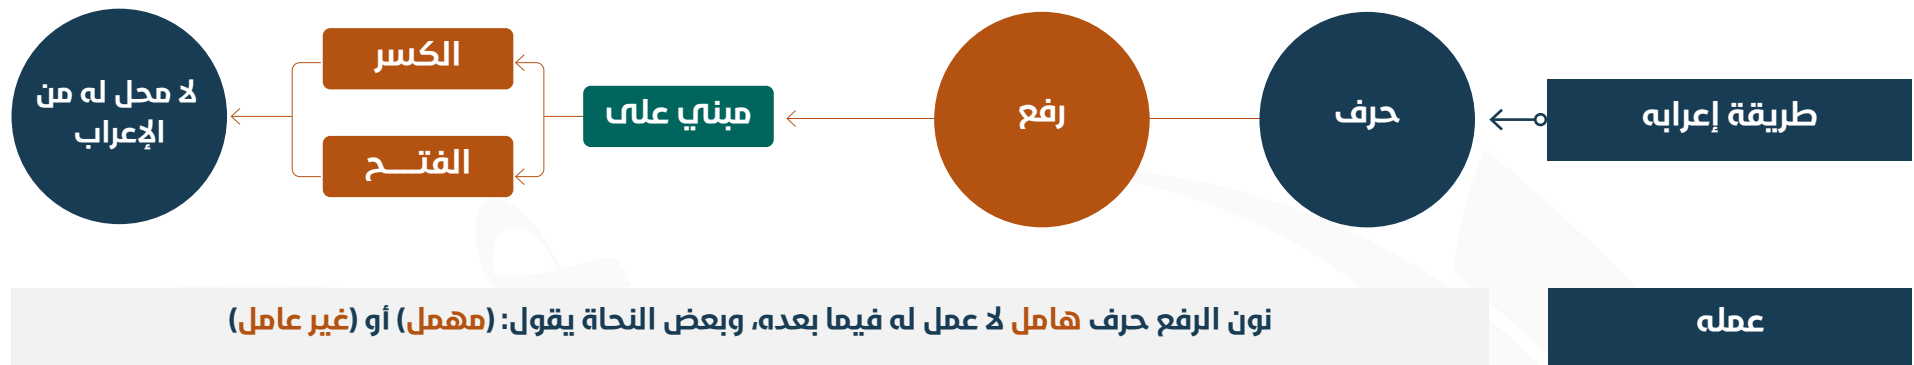 طريقة إعرابه
حرف
رفع
مبني على
الكسر
الفتـــح
لا محل له من
الإعراب
عمله
نون الرفع حرف هامل لا عمل له فيما بعده، وبعض النحاة يقول: (مهمل) أو (غير عامل)